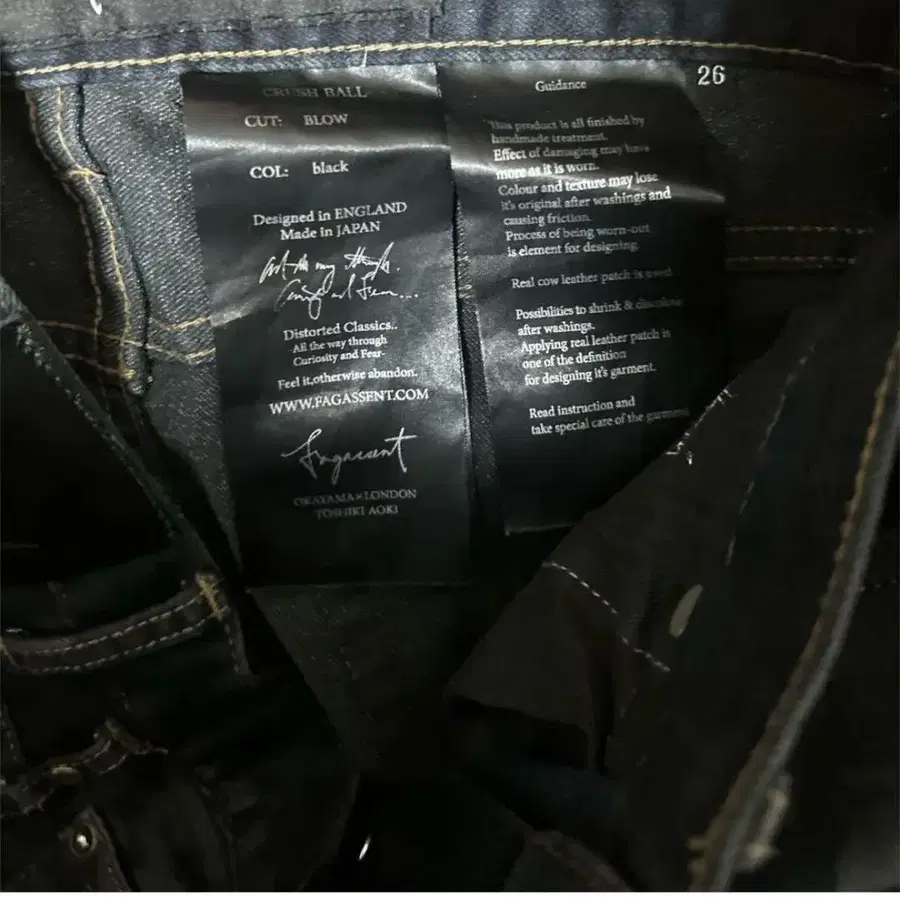 CRUSH BALL
CUT: BLOW
COL: black
Designed in ENGLAND
Made in JAPAN
Distorted Classics..
All the way through
Curiosity and Fear-
Feel it,otherwise abandon.
WWW.FAGASSENT.COM
Fagassent
OKAYAMA×LONDON
TOSHIKI AOKI
Guidance
This product is all finished by
handmade treatment.
Effect of damaging may have
more as it is worn.
Colour and texture may lose
it's original after washings and
causing friction.
Process of being worn-out
is element for designing.
Real cow leather patch is used.
Possibilities to shrink & discolour
after washings.
Applying real leather patch is
one of the definition
for designing it's garment.
Read instruction and
take special care of the garment
26